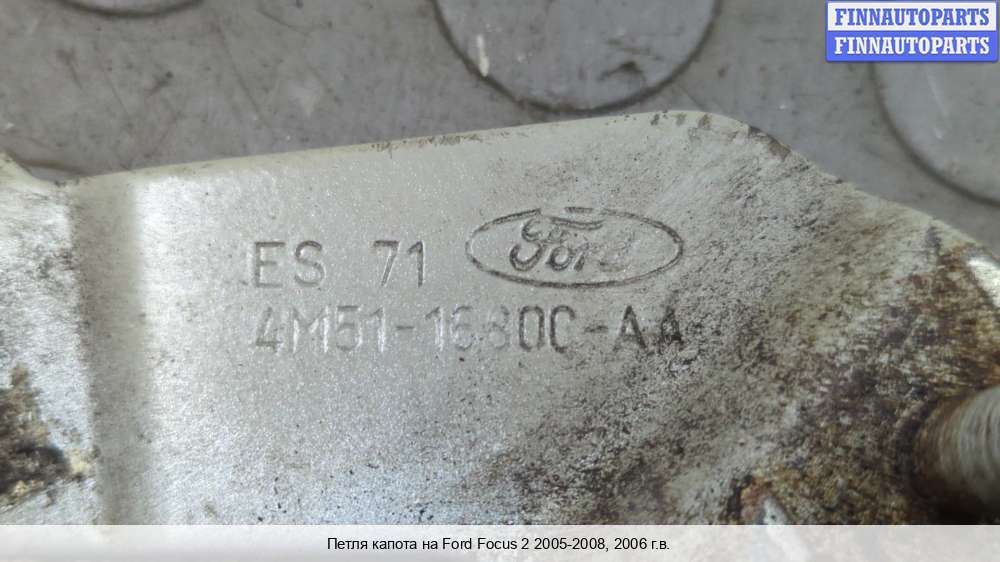 FINNAUTOPARTS
FINNAUTOPARTS
ES 71 Ford
4M51-16800-AA
Петля капота на Ford Focus 2 2005-2008, 2006 г.в.